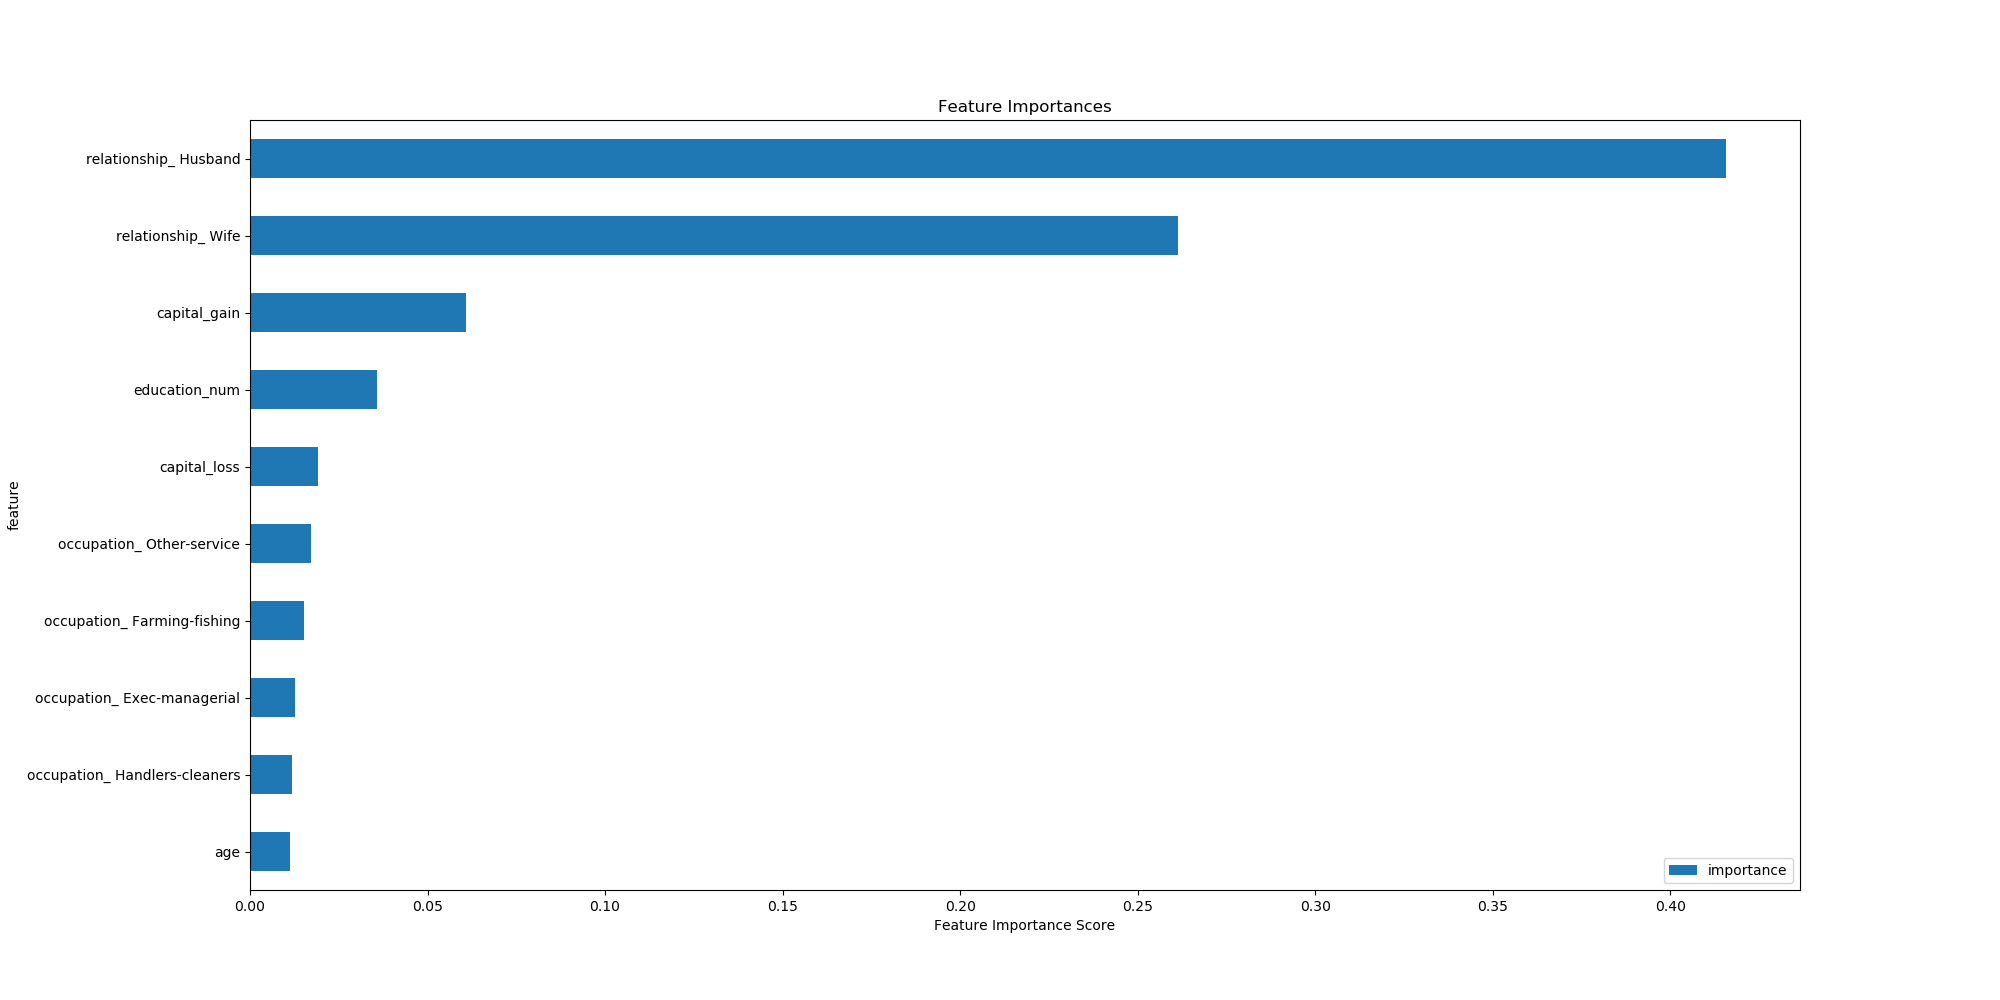 Feature Importances
relationship_ Husband
relationship_ Wife
capital_gain
education_num
capital_loss
occupation_ Other-service
occupation_ Farming-fishing
occupation_ Exec-managerial
occupation_ Handlers-cleaners
age
feature
importance
0.00 0.05 0.10 0.15 0.20 0.25 0.30 0.35 0.40
Feature Importance Score